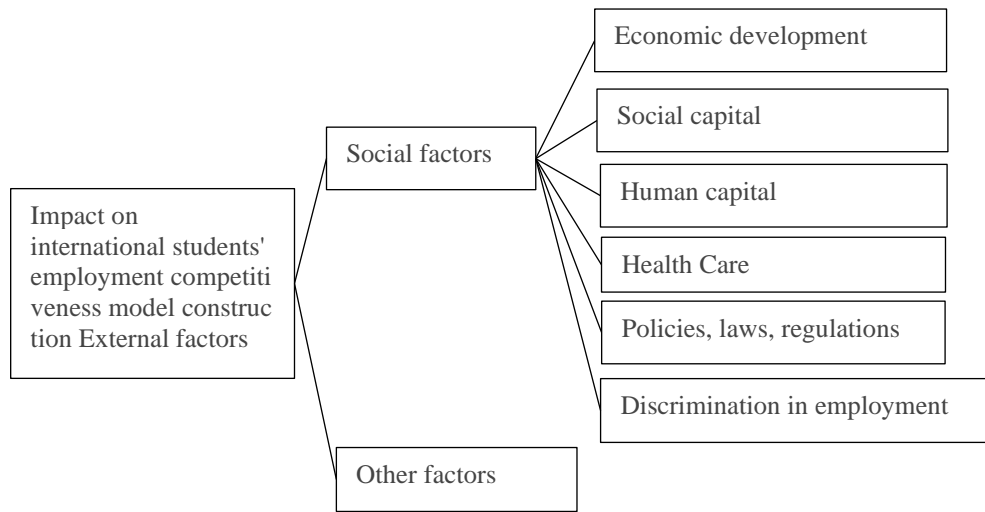 Economic development
Social capital
Social factors
Human capital
Impact on
international students'
employment competiti
veness model construc
tion External factors
Health Care
Policies, laws, regulations
Discrimination in employment
Other factors